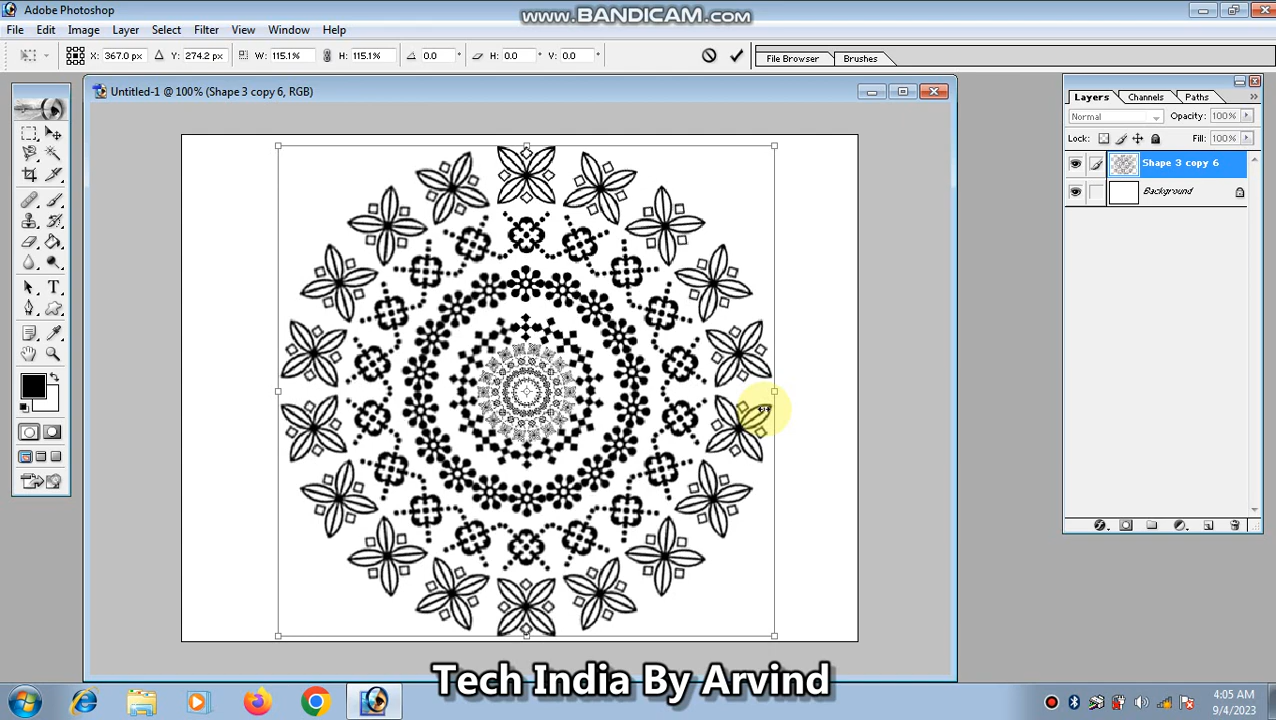 Adobe Photoshop
www.BANDICAM.com
File Edit Image Layer Select Filter View Window Help
X: 367.0 px Y: 274.2 px W: 115.1% H: 115.1% 0.0 ° H: 0.0 ° V: 0.0 °
File Browser Brushes
Untitled-1 @ 100% (Shape 3 copy 6, RGB)
Layers Channels Paths
Normal Opacity: 100%
Lock: Fill: 100%
Shape 3 copy 6
Background
T
Tech India By Arvind
4:05 AM
9/4/2023